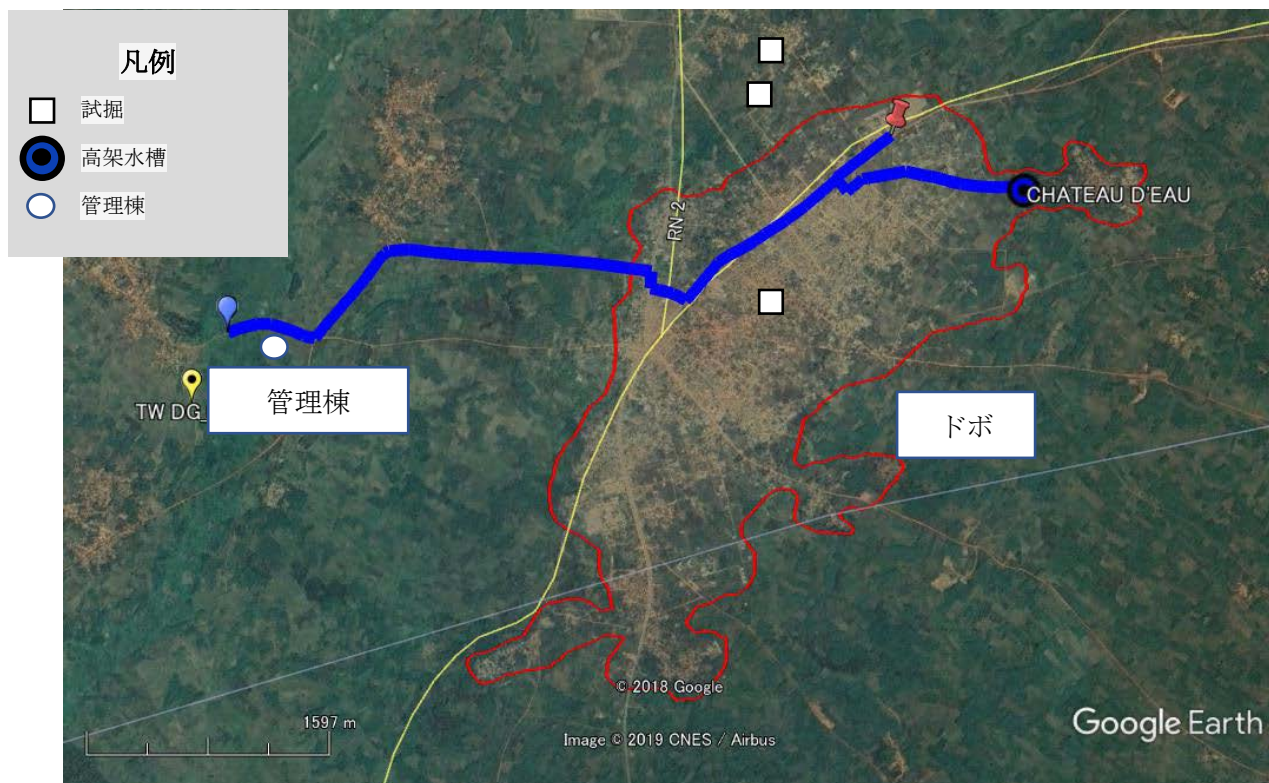 凡例
試掘
高架水槽
管理棟
RN-2
CHATEAU D'EAU
管理棟
TW DG_
ドボ
© 2018 Google
1597 m
Image © 2019 CNES / Airbus
Google Earth